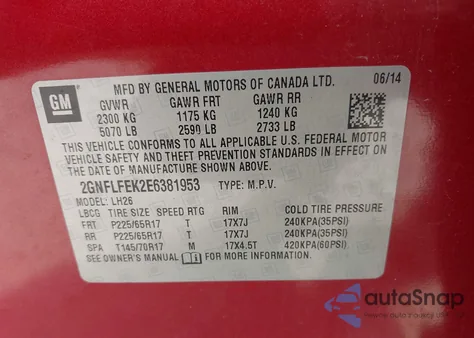 GM
MFD BY GENERAL MOTORS OF CANADA LTD. 06/14
GVWR GAWR FRT GAWR RR
2300 KG 1175 KG 1240 KG
5070 LB 2590 LB 2733 LB
THIS VEHICLE CONFORMS TO ALL APPLICABLE U.S. FEDERAL MOTOR
VEHICLE SAFETY, BUMPER, AND THEFT PREVENTION STANDARDS IN EFFECT ON
THE DATE OF MANUFACTURE SHOWN ABOVE.
2GNFLFEK2E6381953 TYPE: M.P.V.
MODEL: LH26
LBCG TIRE SIZE SPEED RTG RIM COLD TIRE PRESSURE
FRT P225/65R17 T 17X7J 240KPA(35PSI)
RR P225/65R17 T 17X7J 240KPA(35PSI)
SPA T145/70R17 M 17X4.5T 420KPA(60PSI)
SEE OWNER'S MANUAL FOR MORE INFORMATION.
autoSnap